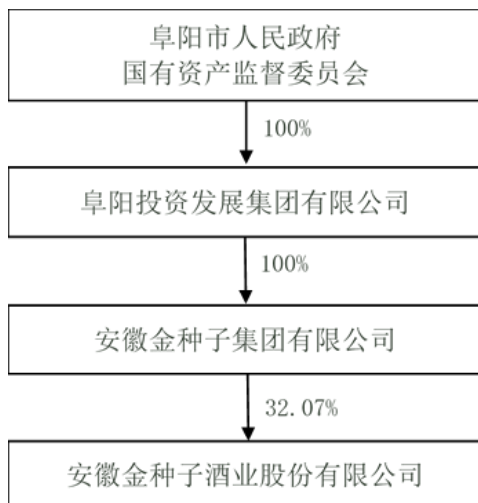 阜阳市人民政府
国有资产监督委员会
100%
阜阳投资发展集团有限公司
100%
安徽金种子集团有限公司
32.07%
安徽金种子酒业股份有限公司